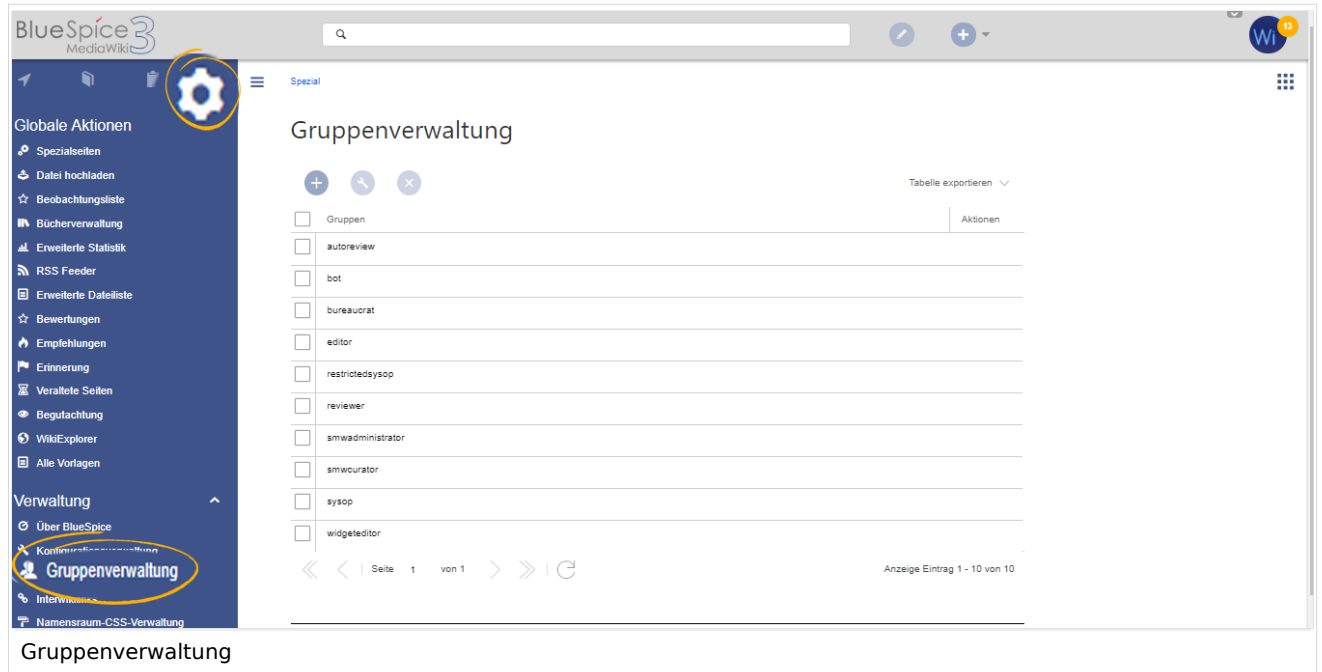 BlueSpice 3
MediaWiki
Wi 13
Spezial
Globale Aktionen
Spezialseiten
Datei hochladen
Beobachtungsliste
Bücherverwaltung
Erweiterte Statistik
RSS Feeder
Erweiterte Dateiliste
Bewertungen
Empfehlungen
Erinnerung
Veraltete Seiten
Begutachtung
WikiExplorer
Alle Vorlagen
Verwaltung
Über BlueSpice
Konfigurationsverwaltung
Gruppenverwaltung
Namensraum-CSS-Verwaltung
Gruppenverwaltung
Tabelle exportieren
Gruppen Aktionen
autoreview
bot
bureaucrat
editor
restrictedsysop
reviewer
smwadministrator
smwcurator
sysop
widgeteditor
Seite 1 von 1
Anzeige Eintrag 1 - 10 von 10
Gruppenverwaltung